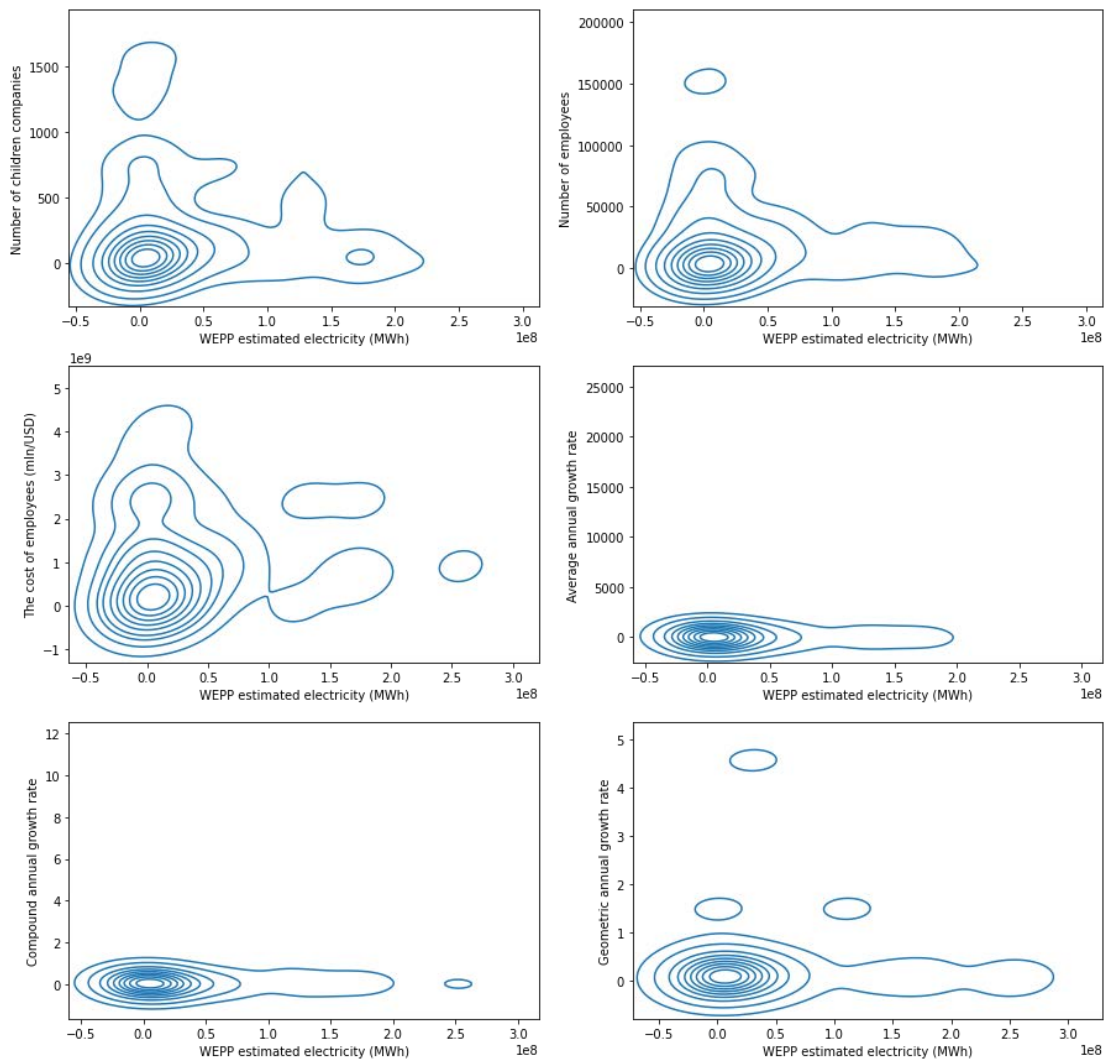 1500
1000
500
0
Number of children companies
−0.5 0.0 0.5 1.0 1.5 2.0 2.5 3.0
1e8
WEPP estimated electricity (MWh)
200000
150000
100000
50000
0
Number of employees
−0.5 0.0 0.5 1.0 1.5 2.0 2.5 3.0
1e8
WEPP estimated electricity (MWh)
1e9
5
4
3
2
1
0
−1
The cost of employees (mln/USD)
−0.5 0.0 0.5 1.0 1.5 2.0 2.5 3.0
1e8
WEPP estimated electricity (MWh)
25000
20000
15000
10000
5000
0
Average annual growth rate
−0.5 0.0 0.5 1.0 1.5 2.0 2.5 3.0
1e8
WEPP estimated electricity (MWh)
12
10
8
6
4
2
0
Compound annual growth rate
−0.5 0.0 0.5 1.0 1.5 2.0 2.5 3.0
1e8
WEPP estimated electricity (MWh)
5
4
3
2
1
0
Geometric annual growth rate
−0.5 0.0 0.5 1.0 1.5 2.0 2.5 3.0
1e8
WEPP estimated electricity (MWh)